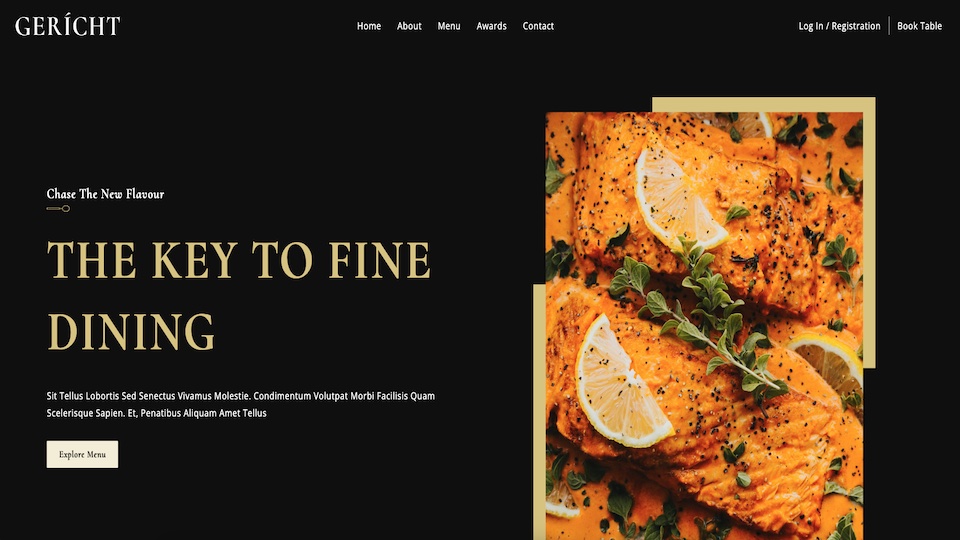 GERÍCHT
Home About Menu Awards Contact
Log In / Registration Book Table
Chase The New Flavour
THE KEY TO FINE
DINING
Sit Tellus Lobortis Sed Senectus Vivamus Molestie. Condimentum Volutpat Morbi Facilisis Quam
Scelerisque Sapien. Et, Penatibus Aliquam Amet Tellus
Explore Menu